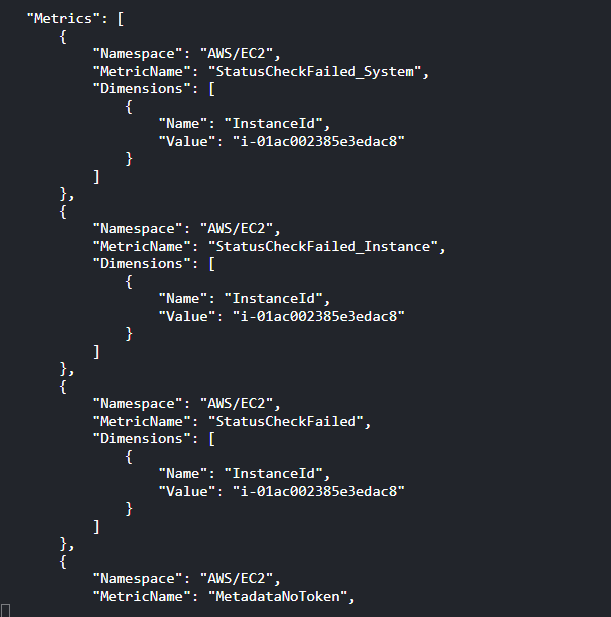 "Metrics": [
{
"Namespace": "AWS/EC2",
"MetricName": "StatusCheckFailed_System",
"Dimensions": [
{
"Name": "InstanceId",
"Value": "i-01ac002385e3edac8"
}
]
},
{
"Namespace": "AWS/EC2",
"MetricName": "StatusCheckFailed_Instance",
"Dimensions": [
{
"Name": "InstanceId",
"Value": "i-01ac002385e3edac8"
}
]
},
{
"Namespace": "AWS/EC2",
"MetricName": "StatusCheckFailed",
"Dimensions": [
{
"Name": "InstanceId",
"Value": "i-01ac002385e3edac8"
}
]
},
{
"Namespace": "AWS/EC2",
"MetricName": "MetadataNoToken",